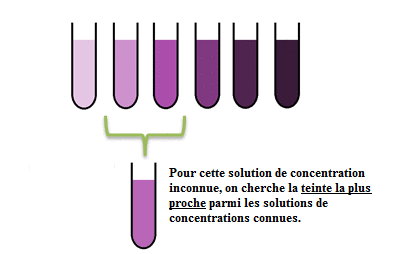 Pour cette solution de concentration
inconnue, on cherche la teinte la plus
proche parmi les solutions de
concentrations connues.